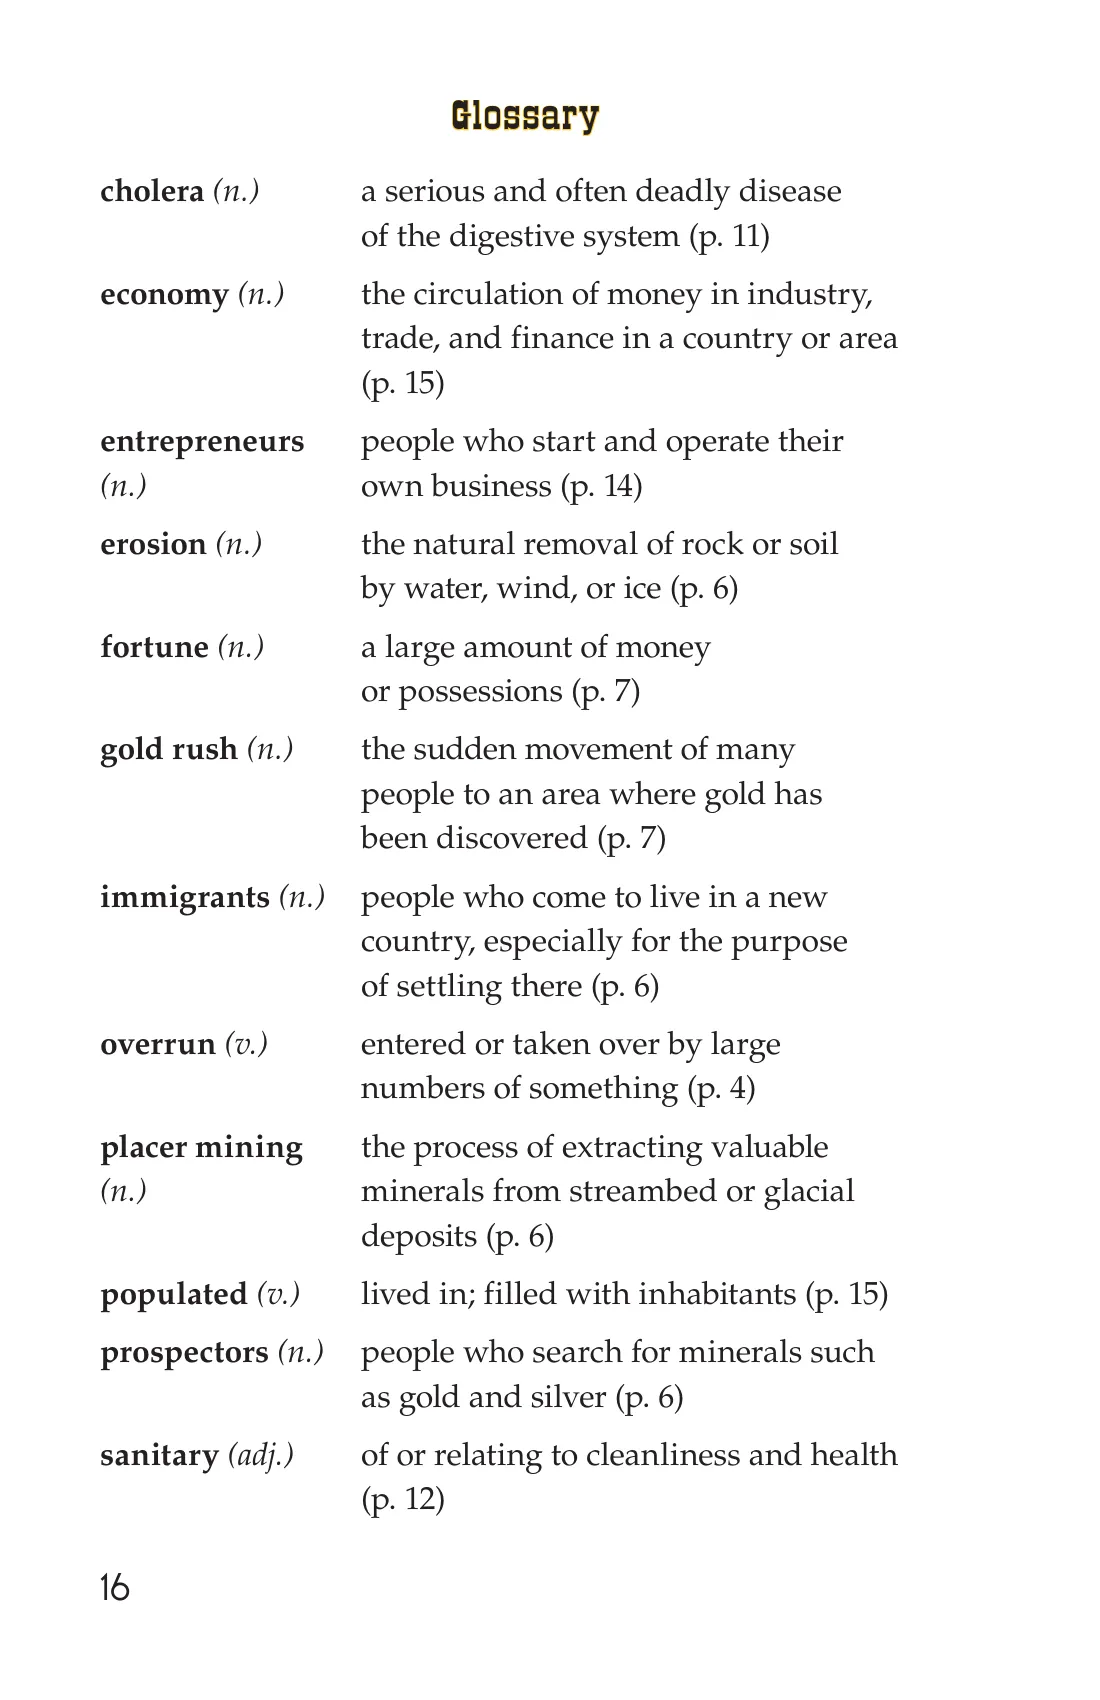 Glossary
cholera (n.) a serious and often deadly disease
of the digestive system (p. 11)
economy (n.) the circulation of money in industry,
trade, and finance in a country or area
(p. 15)
entrepreneurs people who start and operate their
(n.) own business (p. 14)
erosion (n.) the natural removal of rock or soil
by water, wind, or ice (p. 6)
fortune (n.) a large amount of money
or possessions (p. 7)
gold rush (n.) the sudden movement of many
people to an area where gold has
been discovered (p. 7)
immigrants (n.) people who come to live in a new
country, especially for the purpose
of settling there (p. 6)
overrun (v.) entered or taken over by large
numbers of something (p. 4)
placer mining the process of extracting valuable
(n.) minerals from streambed or glacial
deposits (p. 6)
populated (v.) lived in; filled with inhabitants (p. 15)
prospectors (n.) people who search for minerals such
as gold and silver (p. 6)
sanitary (adj.) of or relating to cleanliness and health
(p. 12)
16